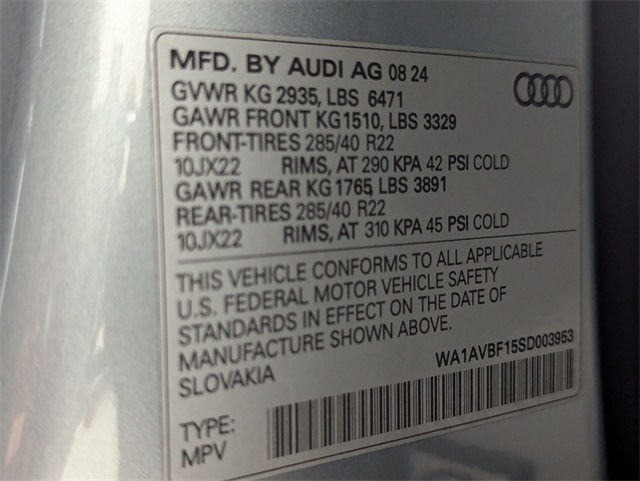 MFD. BY AUDI AG 08 24
GVWR KG 2935, LBS 6471
GAWR FRONT KG1510, LBS 3329
FRONT-TIRES 285/40 R22
10JX22 RIMS, AT 290 KPA 42 PSI COLD
GAWR REAR KG 1765, LBS 3891
REAR-TIRES 285/40 R22
10JX22 RIMS, AT 310 KPA 45 PSI COLD
THIS VEHICLE CONFORMS TO ALL APPLICABLE
U.S. FEDERAL MOTOR VEHICLE SAFETY
STANDARDS IN EFFECT ON THE DATE OF
MANUFACTURE SHOWN ABOVE.
SLOVAKIA
WA1AVBF15SD003953
TYPE:
MPV